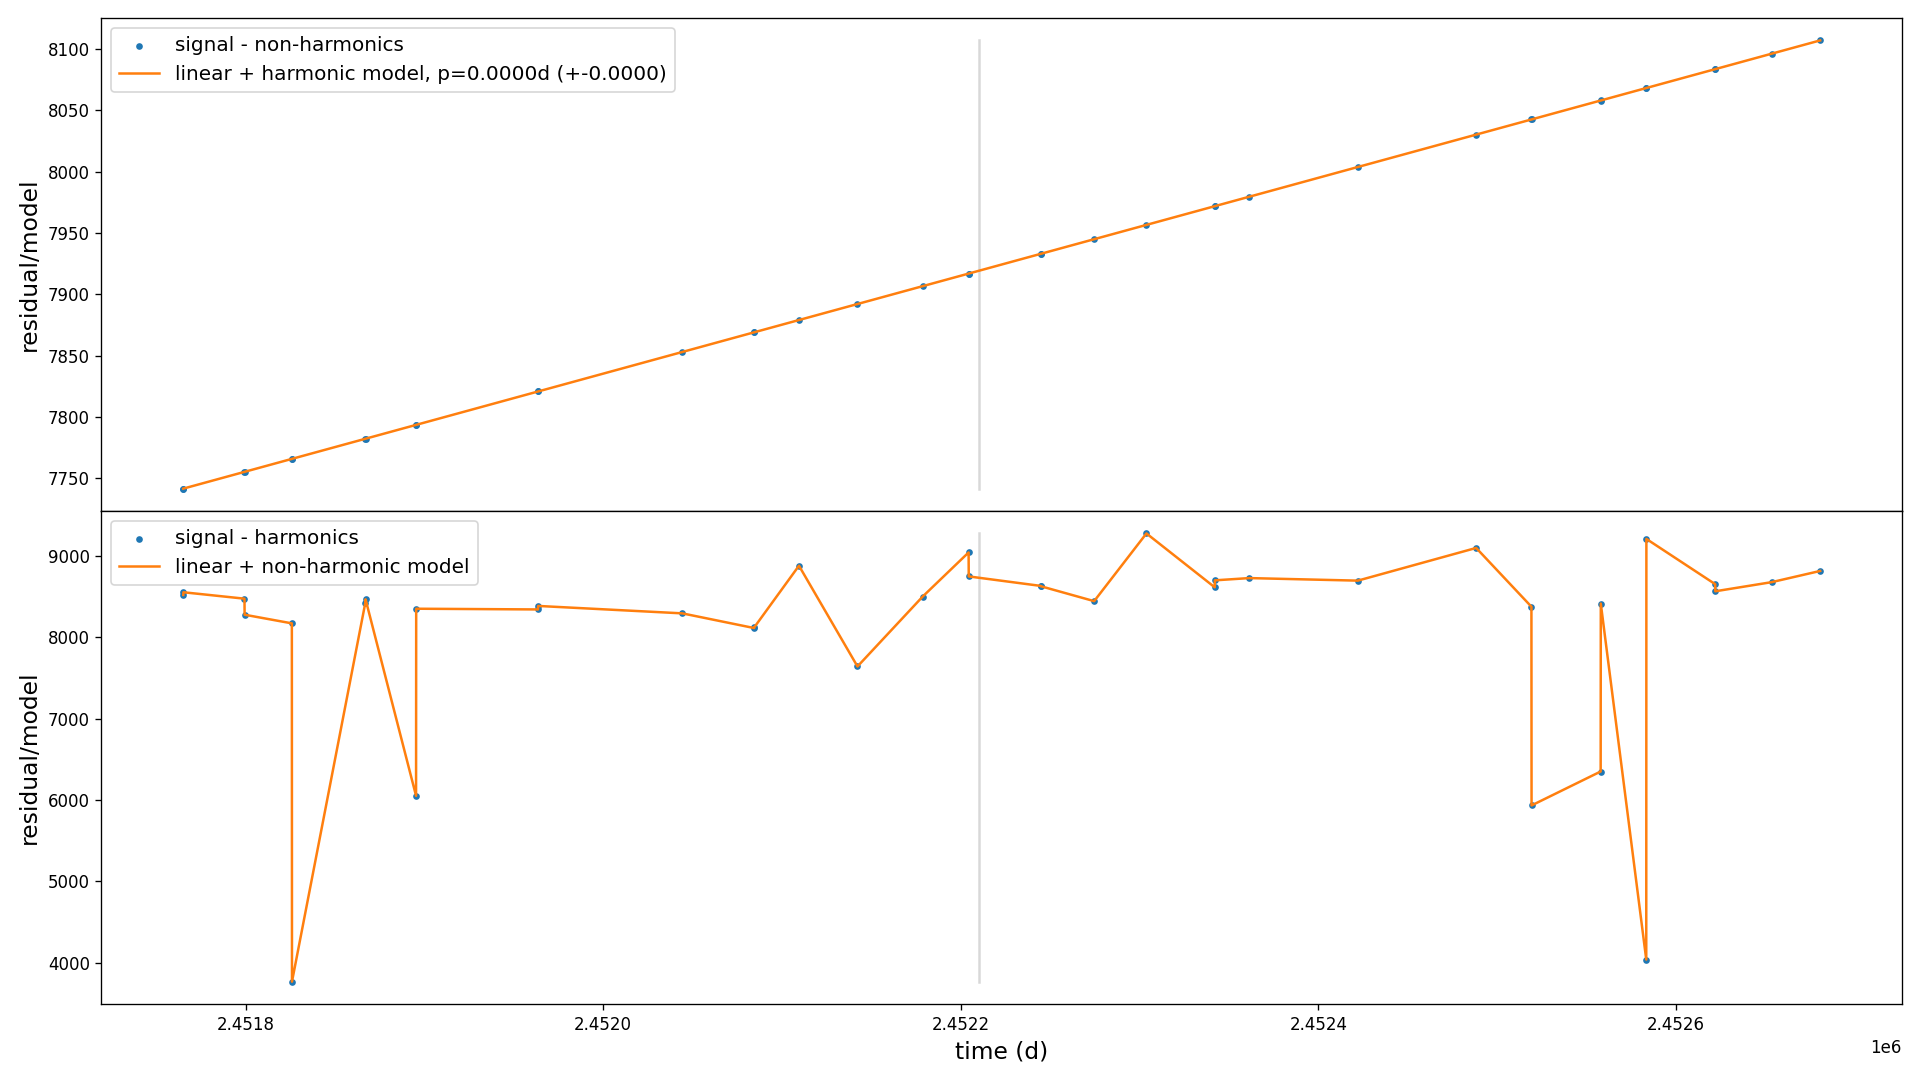 signal - non-harmonics
linear + harmonic model, p=0.0000d (+-0.0000)
8100
8050
8000
7950
7900
7850
7800
7750
residual/model
signal - harmonics
linear + non-harmonic model
9000
8000
7000
6000
5000
4000
residual/model
2.4518
2.4520
2.4522
2.4524
2.4526
1e6
time (d)